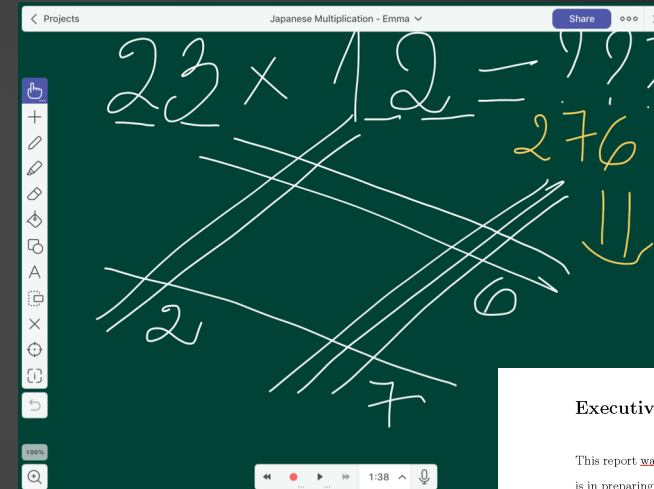 Projects
Japanese Multiplication - Emma
Share
23 × 12 = ???
276
A
2
6
7
100%
1:38
Executiv
This report wa
is in preparing